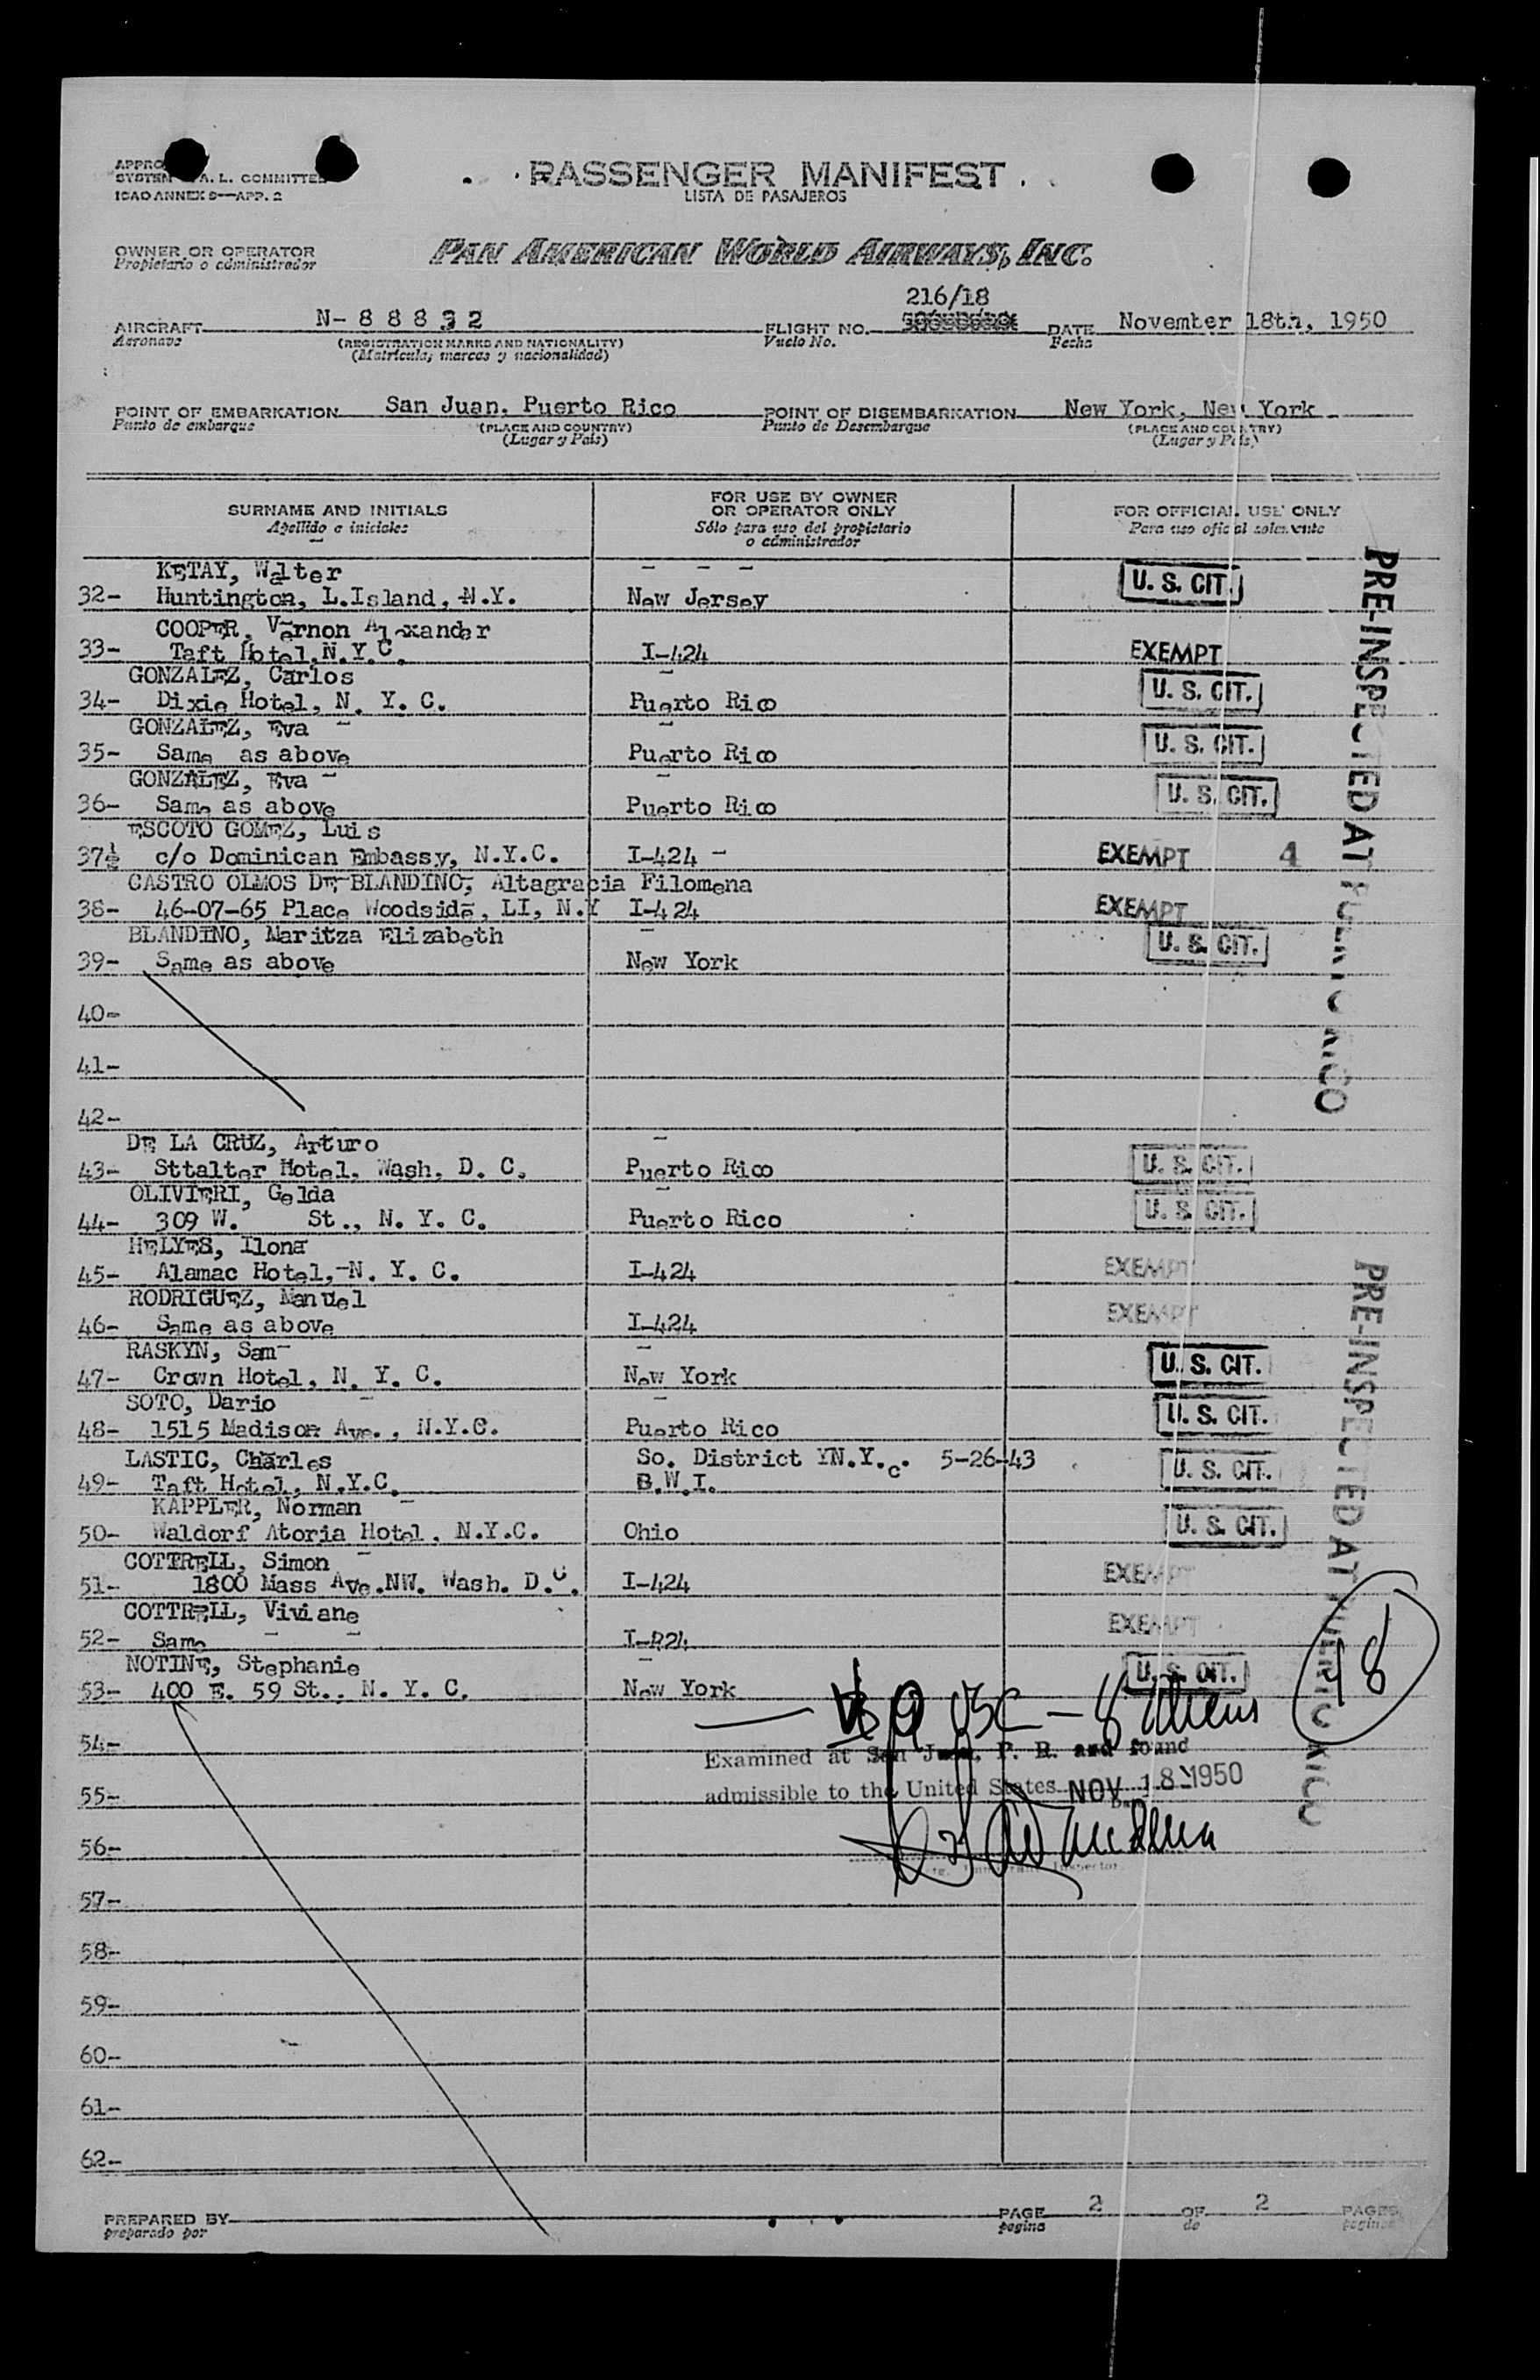 PASSENGER MANIFEST
LISTA DE PASAJEROS
SYSTEM A. L. COMMITTEE
ICAO ANNEX 9—APP. 2
OWNER OR OPERATOR
Propietario o administrador
PAN AMERICAN WORLD AIRWAYS, INC.
216/18
AIRCRAFT N-88832 FLIGHT NO. DATE November 18th, 1950
Aeronave (REGISTRATION MARKS AND NATIONALITY) Vuelo No. Fecha
(Matrícula, marcas y nacionalidad)
POINT OF EMBARKATION San Juan, Puerto Rico POINT OF DISEMBARKATION New York, New York
Punto de embarque (PLACE AND COUNTRY) Punto de Desembarque (PLACE AND COUNTRY)
(Lugar y País) (Lugar y País)
SURNAME AND INITIALS FOR USE BY OWNER OR OPERATOR ONLY FOR OFFICIAL USE ONLY
Apellido e iniciales Sólo para uso del propietario o administrador Para uso oficial solamente
KETAY, Walter - - -
32- Huntington, L.Island, N.Y. New Jersey U. S. CIT.
COOPER, Vernon Alexander
33- Taft Hotel, N.Y.C. I-424 EXEMPT
GONZALEZ, Carlos
34- Dixie Hotel, N. Y. C. Puerto Rico U. S. CIT.
GONZALEZ, Eva
35- Same as above Puerto Rico U. S. CIT.
GONZALEZ, Eva
36- Same as above Puerto Rico U. S. CIT.
ESCOTO GOMEZ, Luis
37½ c/o Dominican Embassy, N.Y.C. I-424 - EXEMPT 4
CASTRO OLMOS DE BLANDINO, Altagracia Filomena
38- 46-07-65 Place Woodside, LI, N.Y I-424 EXEMPT
BLANDINO, Maritza Elizabeth
39- Same as above New York U. S. CIT.
40-
41-
42-
DE LA CRUZ, Arturo
43- Sttalter Hotel, Wash, D. C. Puerto Rico U. S. CIT.
OLIVIERI, Gelda
44- 309 W. St., N. Y. C. Puerto Rico U. S. CIT.
HELYES, Ilona
45- Alamac Hotel, N. Y. C. I-424 EXEMPT
RODRIGUEZ, Manuel
46- Same as above I-424 EXEMPT
RASKYN, Sam
47- Crown Hotel, N. Y. C. New York U. S. CIT.
SOTO, Dario
48- 1515 Madison Ave., N.Y.C. Puerto Rico U. S. CIT.
LASTIC, Charles So. District YN.Y.c. 5-26-43
49- Taft Hotel, N.Y.C. B.W.I. U. S. CIT.
KAPPLER, Norman
50- Waldorf Atoria Hotel, N.Y.C. Ohio U. S. CIT.
COTTRELL, Simon
51- 1800 Mass Ave.NW. Wash. D.C. I-424 EXEMPT
COTTRELL, Viviane
52- Same I-R24 EXEMPT
NOTINE, Stephanie
53- 400 E. 59 St., N. Y. C. New York U. S. CIT.
USC - 8 Aliens
54-
Examined at San Juan, P. R. and found
55- admissible to the United States NOV 18 1950
56-
Inspector
57-
58-
59-
60-
61-
62-
PREPARED BY PAGE 2 OF 2 PAGES
preparado por pagina de paginas
PRE-INSPECTED AT PUERTO RICO
PRE-INSPECTED AT PUERTO RICO
18